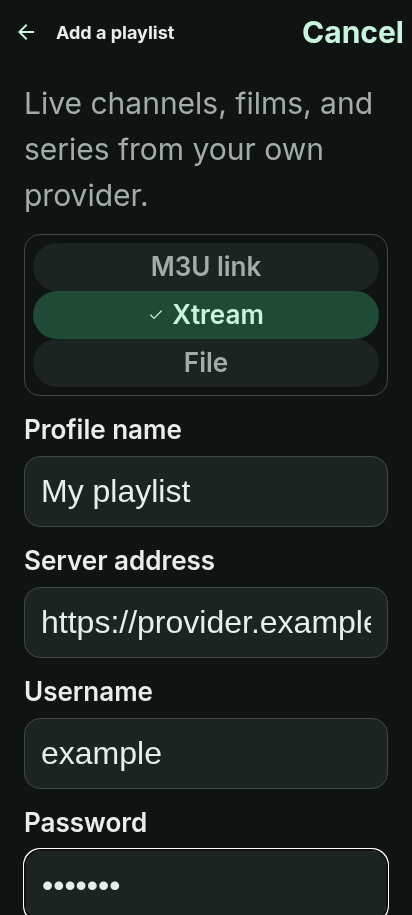 Add a playlist
Cancel
Live channels, films, and
series from your own
provider.
M3U link
Xtream
File
Profile name
My playlist
Server address
https://provider.example
Username
example
Password
•••••••